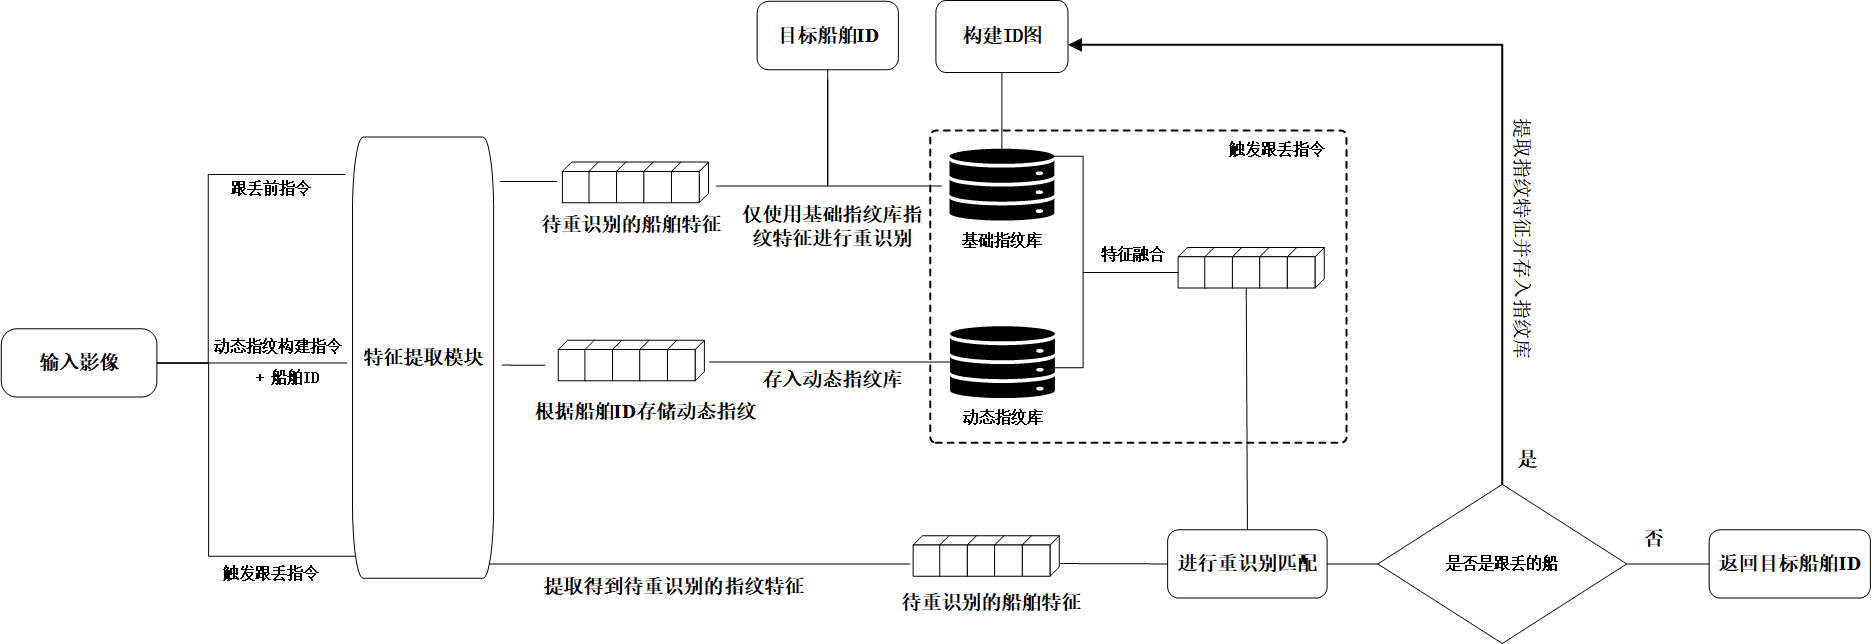 目标船舶ID
构建ID图
触发跟丢指令
跟丢前指令
待重识别的船舶特征
仅使用基础指纹库指
纹特征进行重识别
基础指纹库
特征融合
提取指纹特征并存入指纹库
输入影像
动态指纹构建指令
+ 船舶ID
特征提取模块
根据船舶ID存储动态指纹
存入动态指纹库
动态指纹库
是
触发跟丢指令
提取得到待重识别的指纹特征
待重识别的船舶特征
进行重识别匹配
是否是跟丢的船
否
返回目标船舶ID